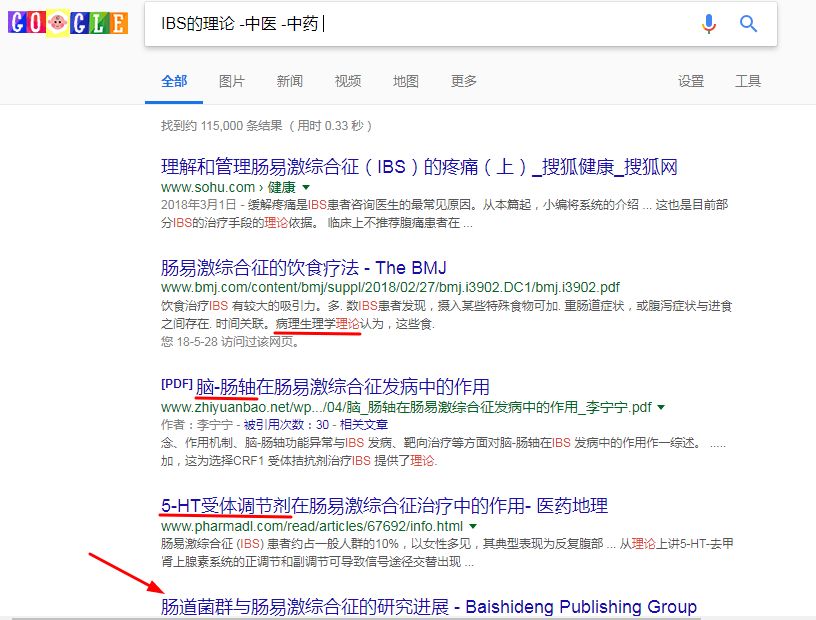 GOOGLE
IBS的理论 -中医 -中药
全部 图片 新闻 视频 地图 更多 设置 工具
找到约 115,000 条结果 （用时 0.33 秒）
理解和管理肠易激综合征（IBS）的疼痛（上）_搜狐健康_搜狐网
www.sohu.com › 健康
2018年3月1日 - 缓解疼痛是IBS患者咨询医生的最常见原因。从本篇起，小编将系统的介绍 ... 这也是目前部
分IBS的治疗手段的理论依据。 临床上不推荐腹痛患者在 ...
肠易激综合征的饮食疗法 - The BMJ
www.bmj.com/content/bmj/suppl/2018/02/27/bmj.i3902.DC1/bmj.i3902.pdf
饮食治疗IBS 有较大的吸引力。多. 数IBS患者发现，摄入某些特殊食物可加. 重肠道症状，或腹泻症状与进食
之间存在. 时间关联。病理生理学理论认为，这些食.
您 18-5-28 访问过该网页。
[PDF] 脑-肠轴在肠易激综合征发病中的作用
www.zhiyuanbao.net/wp.../04/脑_肠轴在肠易激综合征发病中的作用_李宁宁.pdf
作者：李宁宁 - 被引用次数：30 - 相关文章
念、作用机制、脑-肠轴功能异常与IBS 发病、靶向治疗等方面对脑-肠轴在IBS 发病中的作用作一综述。 .....
加，这为选择CRF1 受体拮抗剂治疗IBS 提供了理论.
5-HT受体调节剂在肠易激综合征治疗中的作用- 医药地理
www.pharmadl.com/read/articles/67692/info.html
肠易激综合征 (IBS) 患者约占一般人群的10%，以女性多见，其典型表现为反复腹部 ... 从理论上讲5-HT-去甲
肾上腺素系统的正调节和副调节可导致信号途径交替出现 ...
肠道菌群与肠易激综合征的研究进展 - Baishideng Publishing Group